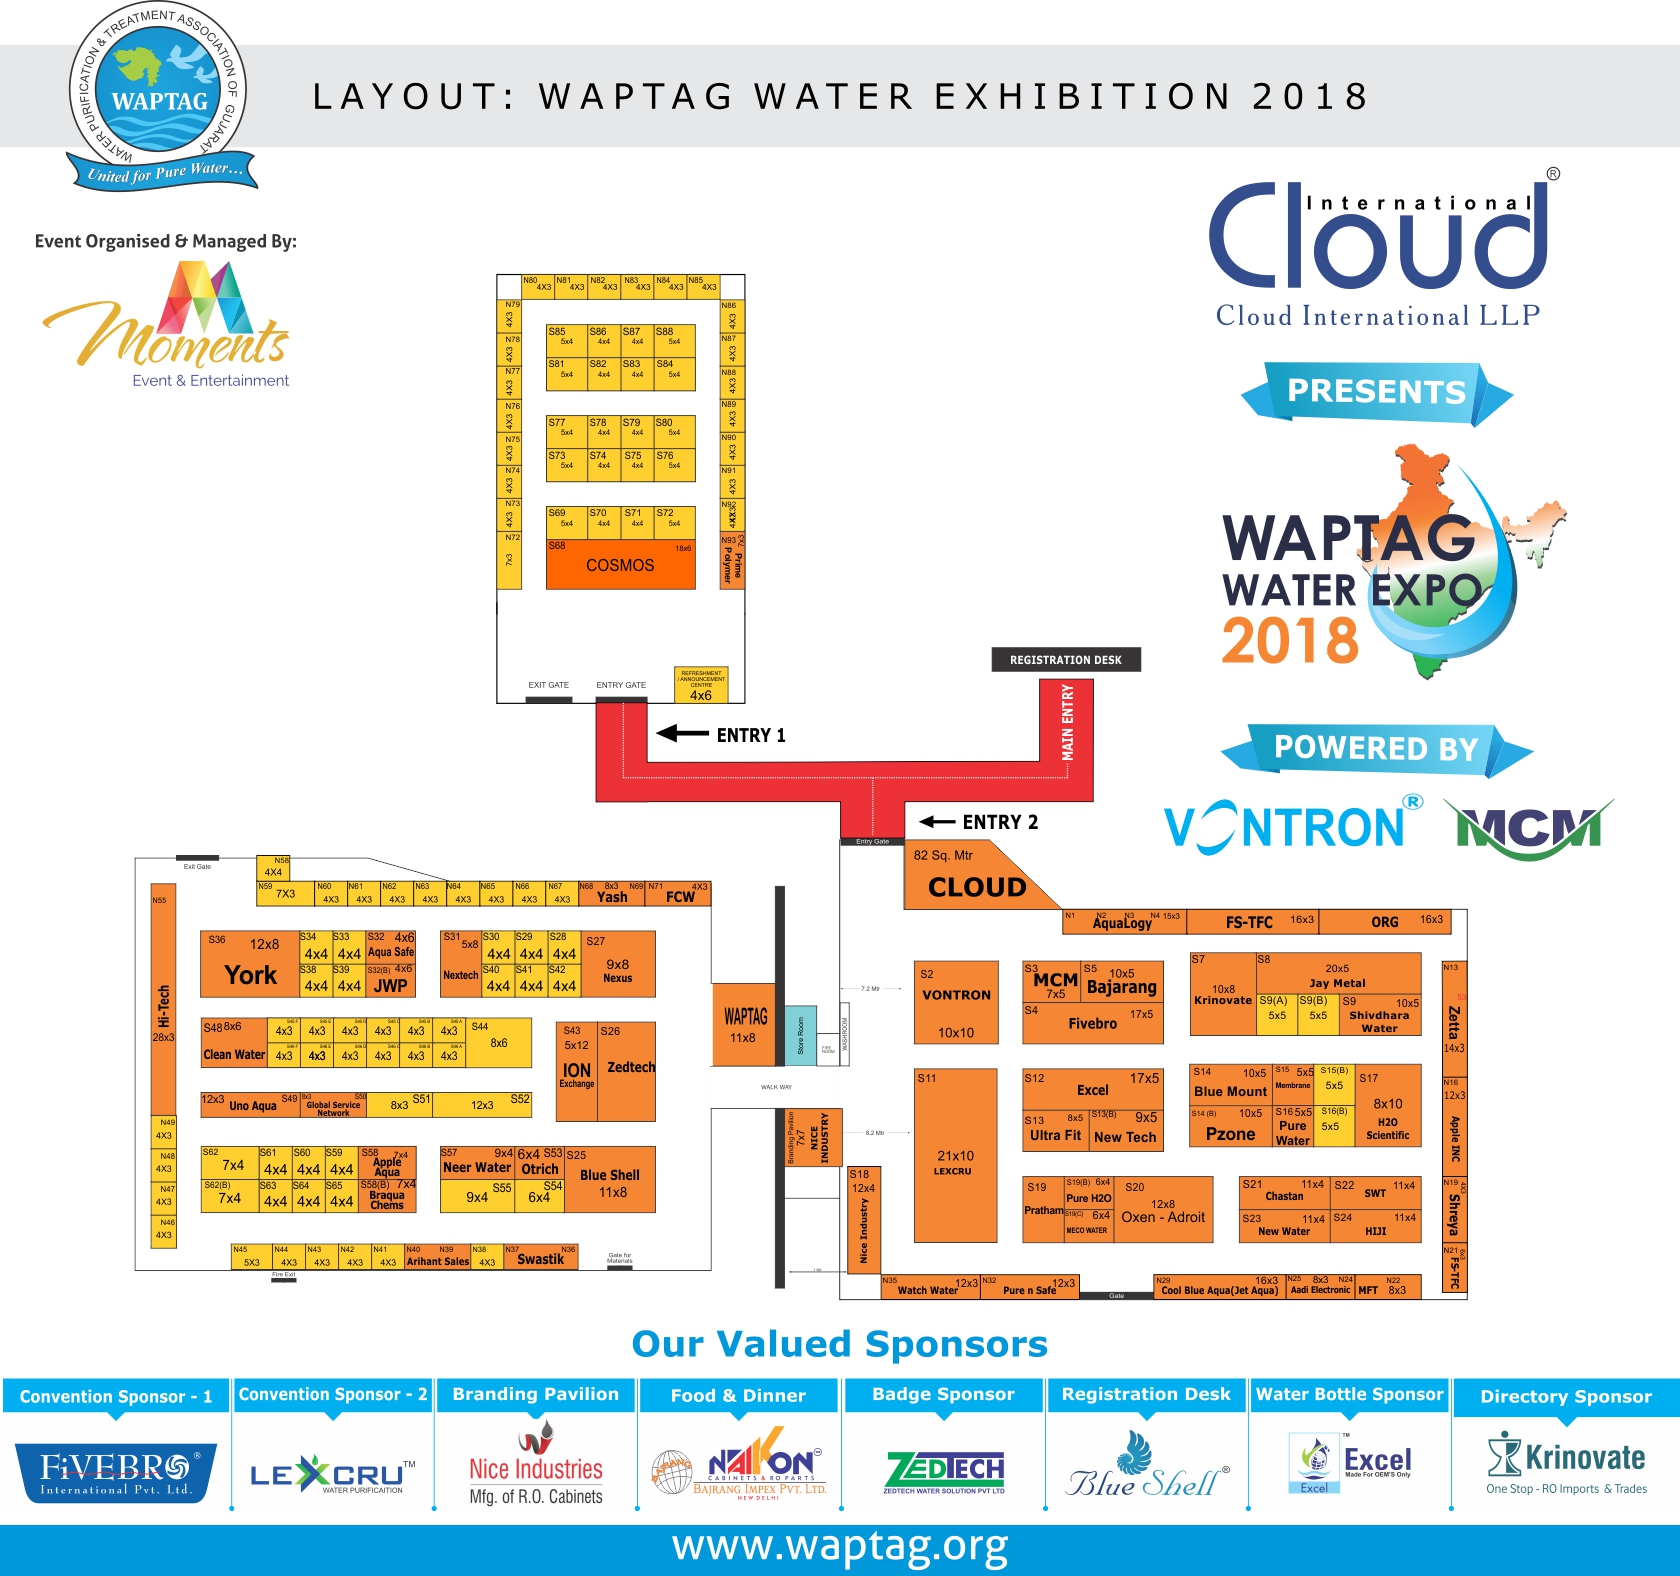 WATER PURIFICATION & TREATMENT ASSOCIATION OF GUJARAT
WAPTAG
United for Pure Water...
LAYOUT: WAPTAG WATER EXHIBITION 2018
Event Organised & Managed By:
Moments
Event & Entertainment
International
Cloud ®
Cloud International LLP
PRESENTS
WAPTAG
WATER EXPO
2018
POWERED BY
VONTRON ®
MCM
N80 4X3 N81 4X3 N82 4X3 N83 4X3 N84 4X3 N85 4X3
N79 4X3
N78 4X3
N77 4X3
N76 4X3
N75 4X3
N74 4X3
N73 4X3
N72 7x3
N86 4X3
N87 4X3
N88 4X3
N89 4X3
N90 4X3
N91 4X3
N92 4X3
N93 7x3 Prime Polymer
S85 5x4 S86 4x4 S87 4x4 S88 5x4
S81 5x4 S82 4x4 S83 4x4 S84 5x4
S77 5x4 S78 4x4 S79 4x4 S80 5x4
S73 5x4 S74 4x4 S75 4x4 S76 5x4
S69 5x4 S70 4x4 S71 4x4 S72 5x4
S68 18x6
COSMOS
REFRESHMENT
/ ANNOUNCEMENT
CENTRE
4x6
EXIT GATE ENTRY GATE
REGISTRATION DESK
MAIN ENTRY
ENTRY 1
ENTRY 2
Entry Gate
Exit Gate
N58 4X4
N59 7X3 N60 4X3 N61 4X3 N62 4X3 N63 4X3 N64 4X3 N65 4X3 N66 4X3 N67 4X3 N68 8x3 N69 Yash N71 4X3 FCW
N55
Hi-Tech
28x3
N49 4X3
N48 4X3
N47 4X3
N46 4X3
S36 12x8
York
S34 4x4 S33 4x4 S32 4x6 Aqua Safe
S38 4x4 S39 4x4 S32(B) 4x6 JWP
S31 5x8 Nextech
S30 4x4 S29 4x4 S28 4x4
S40 4x4 S41 4x4 S42 4x4
S27 9x8 Nexus
S48 8x6
Clean Water
4x3 4x3 4x3 4x3 4x3 4x3
4x3 4x3 4x3 4x3 4x3 4x3
S44 8x6
S43 5x12 ION Exchange
S26 Zedtech
12x3 Uno Aqua S49
8x3 S50 Global Service Network
8x3 S51
12x3 S52
S62 7x4 S61 4x4 S60 4x4 S59 4x4 S58 7x4 Apple Aqua
S62(B) 7x4 S63 4x4 S64 4x4 S65 4x4 S58(B) 7x4 Braqua Chems
S57 9x4 Neer Water
6x4 S53 Otrich
S55 9x4
S54 6x4
S25 Blue Shell 11x8
N45 5X3 N44 4X3 N43 4X3 N42 4X3 N41 4X3 N40 N39 Arihant Sales N38 4X3 N37 N36 Swastik
Fire Exit
Gate for
Materials
WAPTAG
11x8
Store Room
FIRE
ROOM
WASHROOM
WALK WAY
7.2 Mtr
8.2 Mtr
Branding Pavilion
7x7
NICE INDUSTRY
S18 12x4
Nice Industry
82 Sq. Mtr
CLOUD
N1 N2 N3 N4 15x3 AquaLogy
FS-TFC 16x3
ORG 16x3
S2
VONTRON
10x10
S3 MCM 7x5
S5 10x5 Bajarang
S4 17x5 Fivebro
S7 10x8 Krinovate
S8 20x5 Jay Metal
S9(A) 5x5 S9(B) 5x5 S9 10x5 Shivdhara Water
N13 53 Zetta 14x3
N16 12x3 Apple INC
N19 4X3 Shreya
N21 6x3 FS-TFC
S11
21x10
LEXCRU
S12 17x5 Excel
S13 8x5 Ultra Fit
S13(B) 9x5 New Tech
S14 10x5 Blue Mount
S15 5x5 Membrane
S15(B) 5x5
S17 8x10 H2O Scientific
S14 (B) 10x5 Pzone
S16 5x5 Pure Water
S16(B) 5x5
S19 Pratham
S19(B) 6x4 Pure H2O
S19(C) 6x4 MECO WATER
S20 12x8 Oxen - Adroit
S21 11x4 Chastan
S22 11x4 SWT
S23 11x4 New Water
S24 11x4 HIJI
N35 12x3 Watch Water
N32 12x3 Pure n Safe
Gate
N29 16x3 Cool Blue Aqua(Jet Aqua)
N25 8x3 N24 Aadi Electronic
N22 MFT 8x3
Our Valued Sponsors
Convention Sponsor - 1
FiVEBRO ®
International Pvt. Ltd.
Convention Sponsor - 2
LEXCRU TM
WATER PURIFICAITION
Branding Pavilion
Nice Industries
Mfg. of R.O. Cabinets
Food & Dinner
BAJRANG
NAKON
CABINETS & RO PARTS
BAJRANG IMPEX PVT. LTD.
NEW DELHI
Badge Sponsor
ZEDTECH
ZEDTECH WATER SOLUTION PVT LTD
Registration Desk
Blue Shell ®
Water Bottle Sponsor
TM
Excel
Made For OEM'S Only
Excel
Directory Sponsor
Krinovate
One Stop - RO Imports & Trades
www.waptag.org